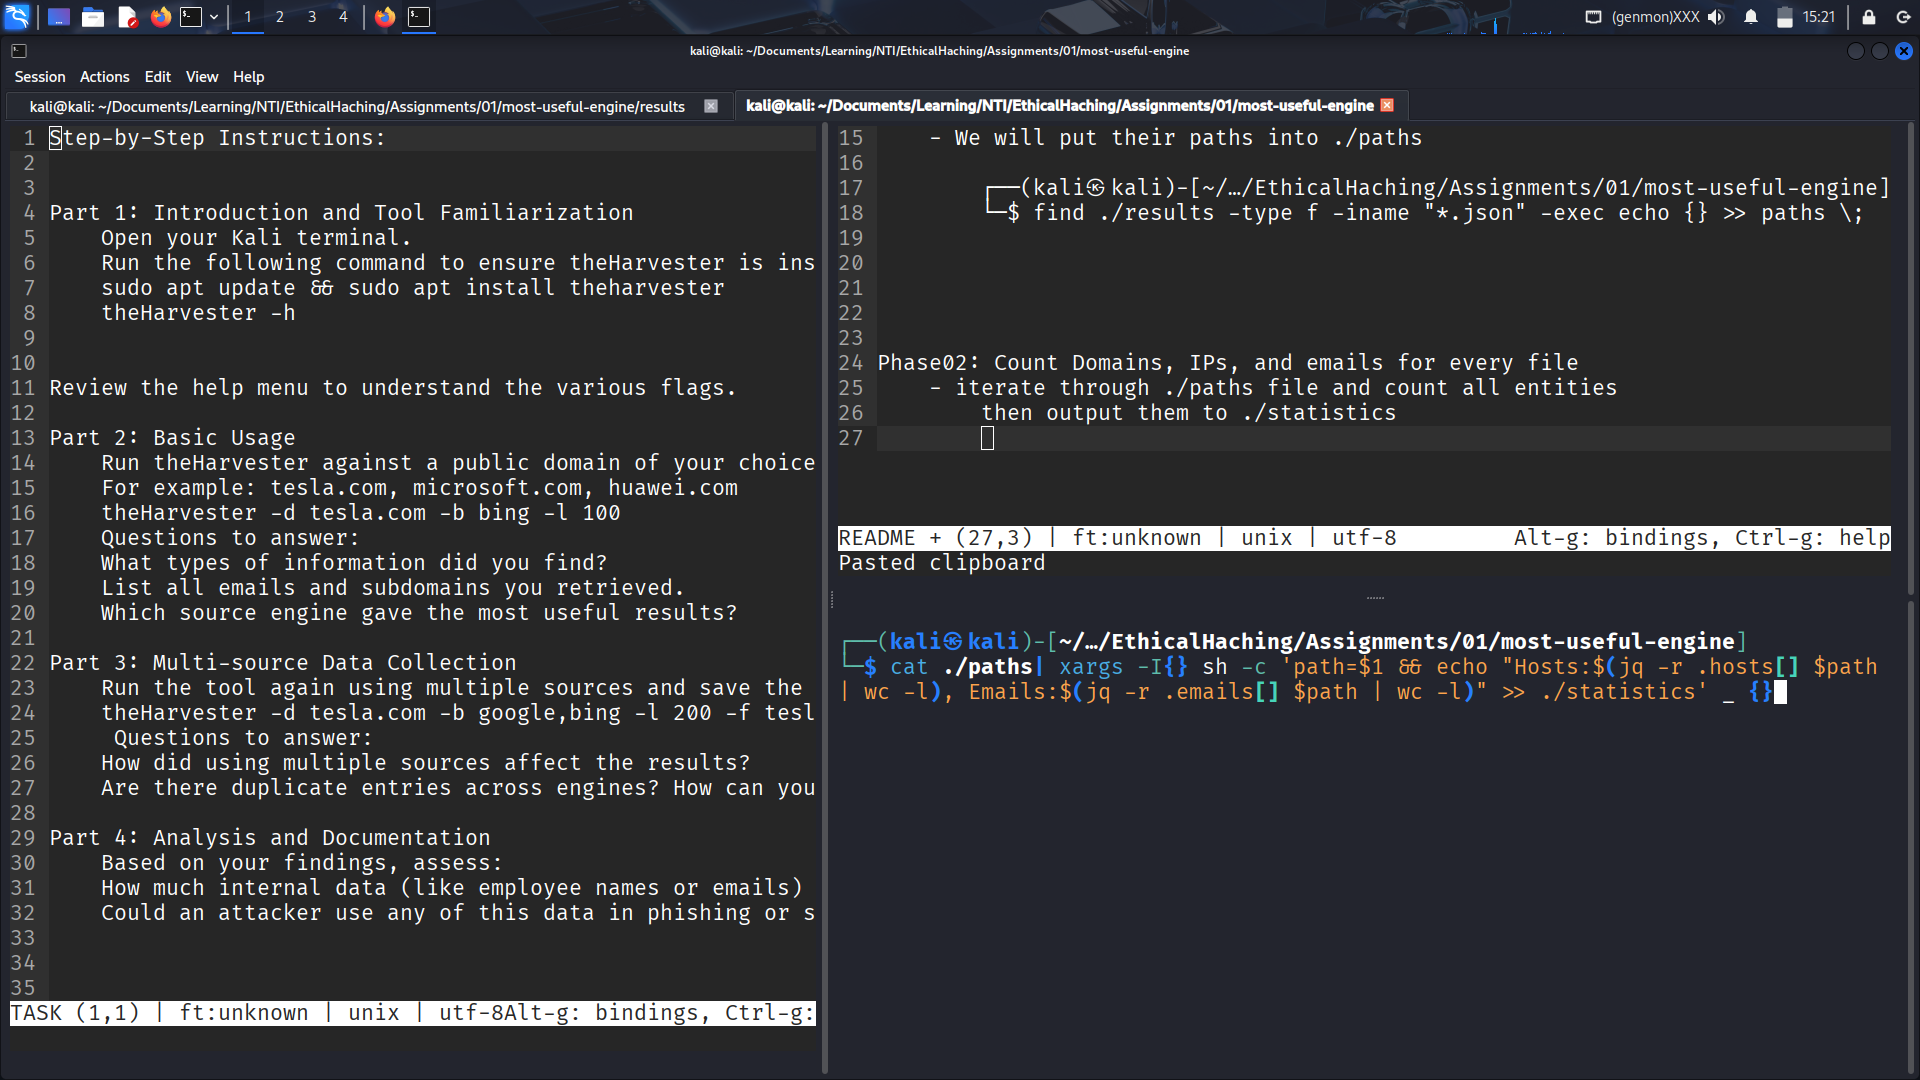 1 2 3 4 (genmon)XXX 15:21
kali@kali: ~/Documents/Learning/NTI/EthicalHaching/Assignments/01/most-useful-engine
Session Actions Edit View Help
kali@kali: ~/Documents/Learning/NTI/EthicalHaching/Assignments/01/most-useful-engine/results
kali@kali: ~/Documents/Learning/NTI/EthicalHaching/Assignments/01/most-useful-engine
1 Step-by-Step Instructions:
2
3
4 Part 1: Introduction and Tool Familiarization
5 Open your Kali terminal.
6 Run the following command to ensure theHarvester is ins
7 sudo apt update && sudo apt install theharvester
8 theHarvester -h
9
10
11 Review the help menu to understand the various flags.
12
13 Part 2: Basic Usage
14 Run theHarvester against a public domain of your choice
15 For example: tesla.com, microsoft.com, huawei.com
16 theHarvester -d tesla.com -b bing -l 100
17 Questions to answer:
18 What types of information did you find?
19 List all emails and subdomains you retrieved.
20 Which source engine gave the most useful results?
21
22 Part 3: Multi-source Data Collection
23 Run the tool again using multiple sources and save the
24 theHarvester -d tesla.com -b google,bing -l 200 -f tesl
25 Questions to answer:
26 How did using multiple sources affect the results?
27 Are there duplicate entries across engines? How can you
28
29 Part 4: Analysis and Documentation
30 Based on your findings, assess:
31 How much internal data (like employee names or emails)
32 Could an attacker use any of this data in phishing or s
33
34
35
TASK (1,1) | ft:unknown | unix | utf-8Alt-g: bindings, Ctrl-g:
15 - We will put their paths into ./paths
16
17 ┌──(kali㉿kali)-[~/…/EthicalHaching/Assignments/01/most-useful-engine]
18 └─$ find ./results -type f -iname "*.json" -exec echo {} >> paths \;
19
20
21
22
23
24 Phase02: Count Domains, IPs, and emails for every file
25 - iterate through ./paths file and count all entities
26 then output them to ./statistics
27
README + (27,3) | ft:unknown | unix | utf-8 Alt-g: bindings, Ctrl-g: help
Pasted clipboard
┌──(kali㉿kali)-[~/…/EthicalHaching/Assignments/01/most-useful-engine]
└─$ cat ./paths| xargs -I{} sh -c 'path=$1 && echo "Hosts:$(jq -r .hosts[] $path
| wc -l), Emails:$(jq -r .emails[] $path | wc -l)" >> ./statistics' _ {}